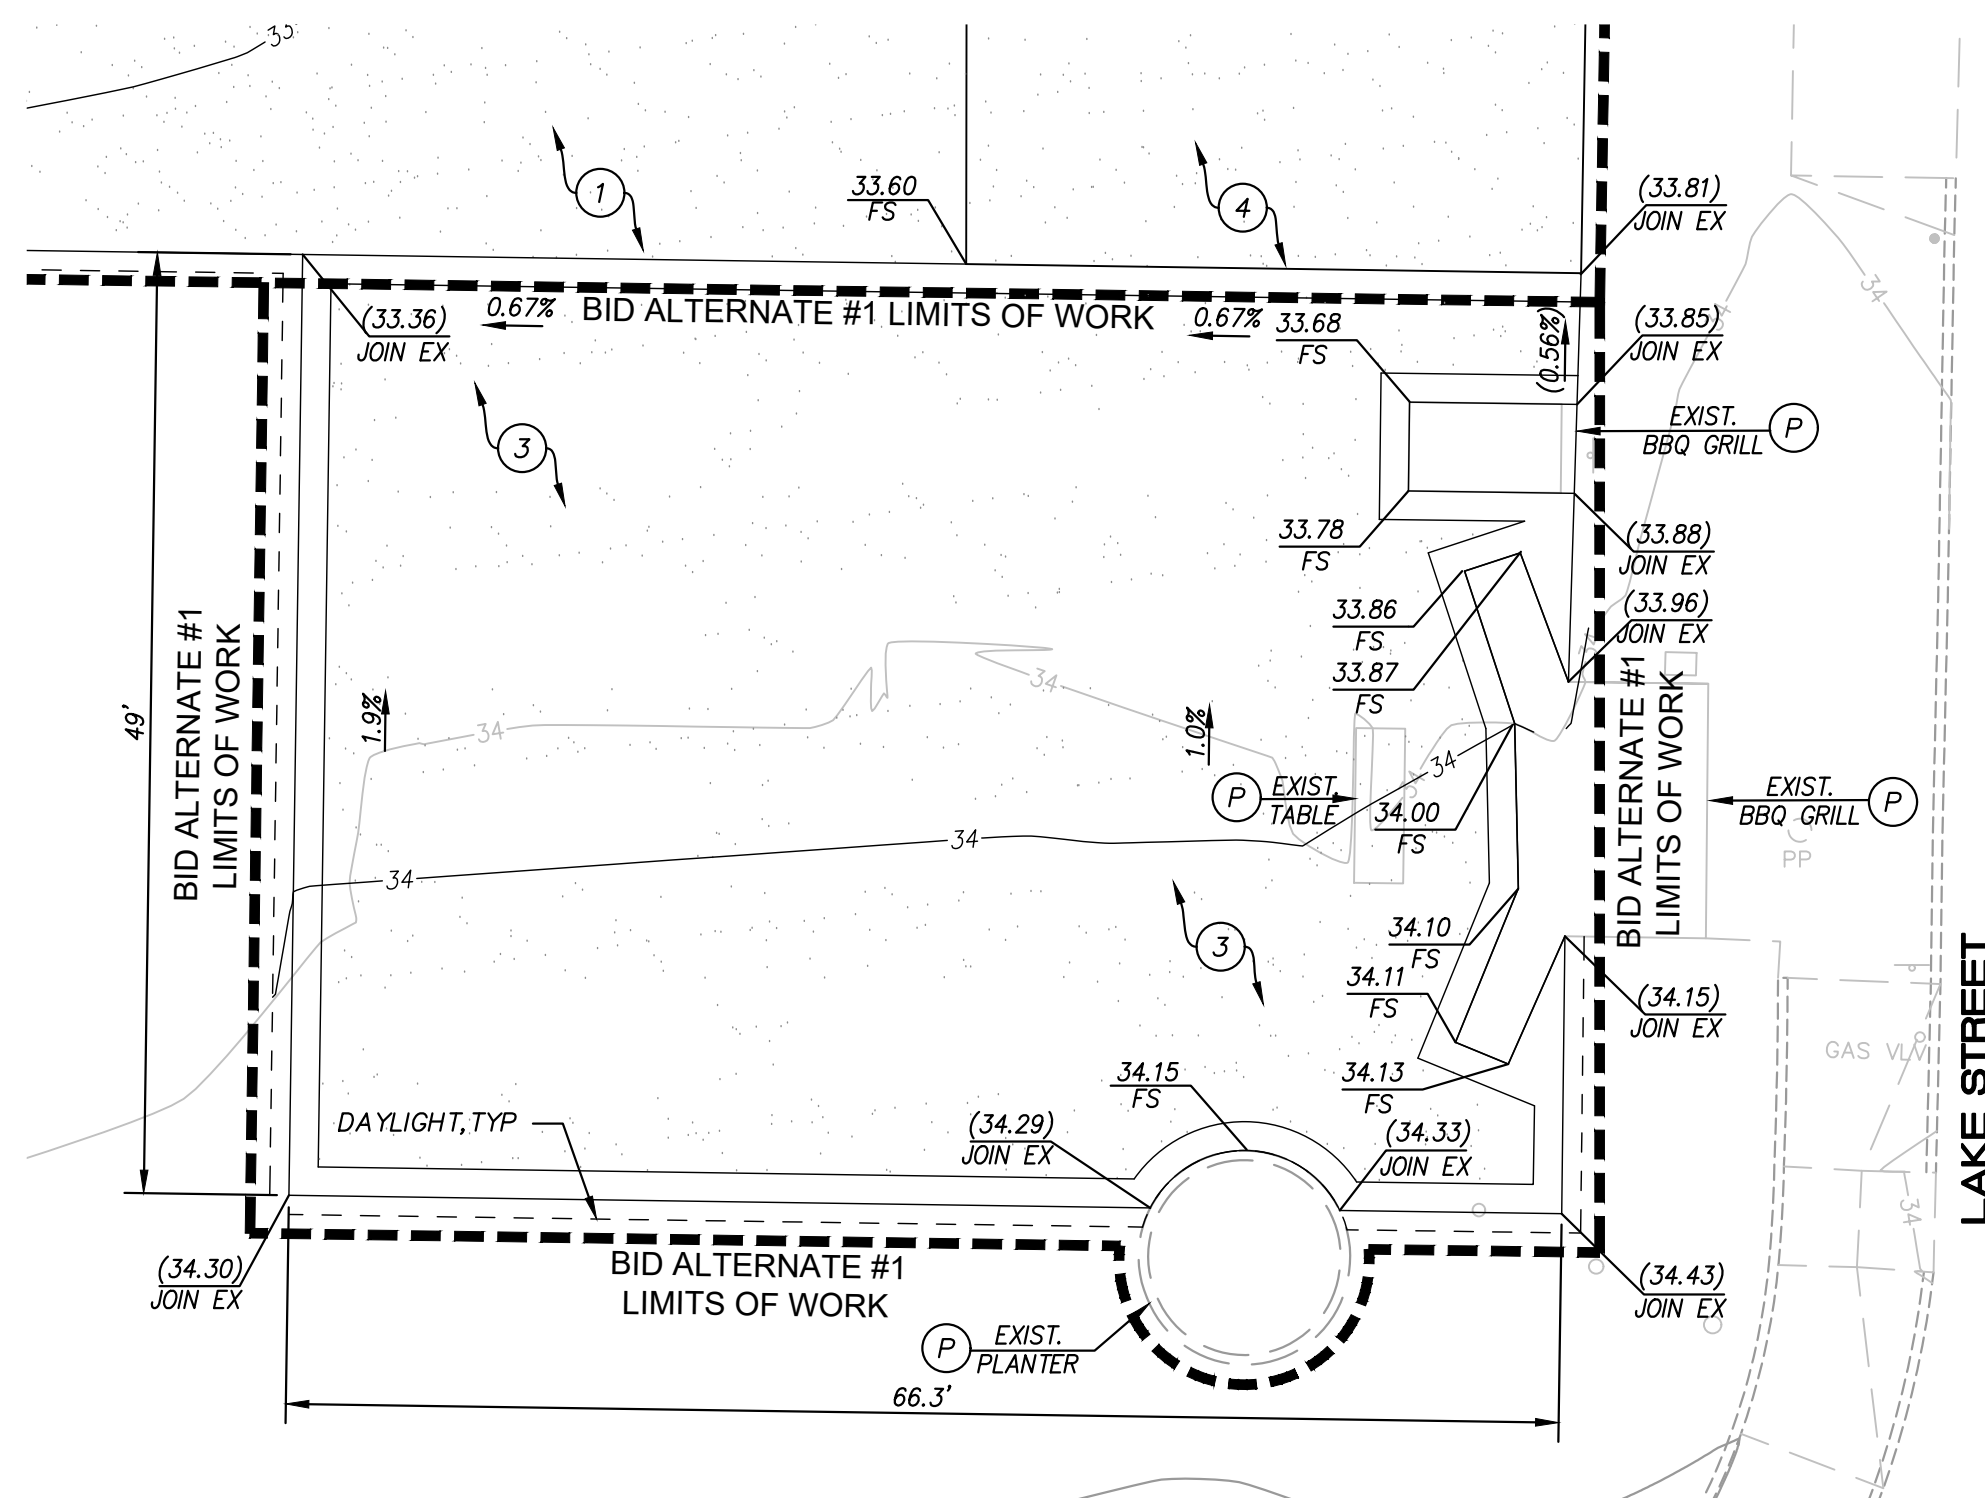 33
1
4
33.60
FS
(33.81)
JOIN EX
(33.36)
JOIN EX
0.67%
BID ALTERNATE #1 LIMITS OF WORK
0.67%
33.68
FS
(0.56%)
(33.85)
JOIN EX
34
34
EXIST.
BBQ GRILL
P
3
33.78
FS
(33.88)
JOIN EX
33.86
FS
(33.96)
JOIN EX
34
33.87
FS
BID ALTERNATE #1
LIMITS OF WORK
49'
1.9%
34
34
1.0%
P
EXIST.
TABLE
34
34
34.00
FS
BID ALTERNATE #1
LIMITS OF WORK
EXIST.
BBQ GRILL
P
PP
34
34
3
34.10
FS
34.11
FS
(34.15)
JOIN EX
GAS VLV
LAKE STREET
34.15
FS
34.13
FS
DAYLIGHT, TYP
(34.29)
JOIN EX
(34.33)
JOIN EX
34
(34.30)
JOIN EX
BID ALTERNATE #1
LIMITS OF WORK
(34.43)
JOIN EX
P
EXIST.
PLANTER
66.3'